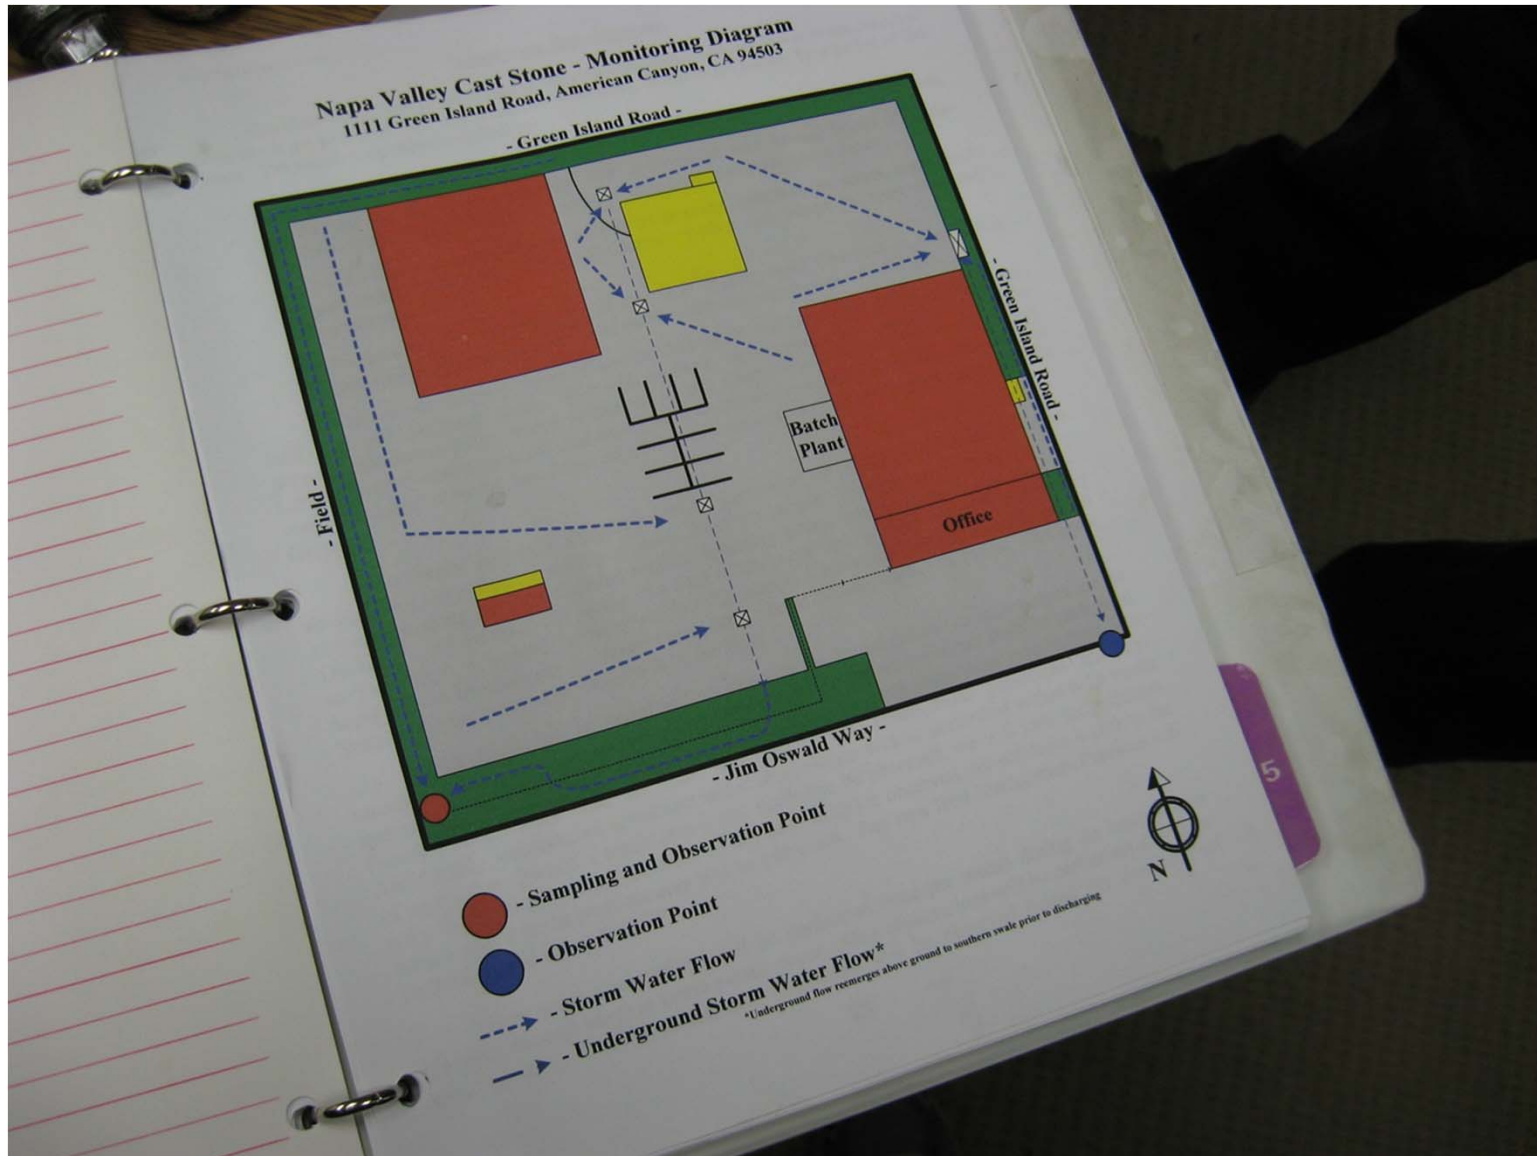 Napa Valley Cast Stone - Monitoring Diagram
1111 Green Island Road, American Canyon, CA 94503
- Green Island Road -
- Green Island Road -
Batch
Plant
- Field -
Office
- Jim Oswald Way -
5
- Sampling and Observation Point
- Observation Point
- Storm Water Flow
- Underground Storm Water Flow*
*Underground flow reemerges above ground to southern swale prior to discharging
N